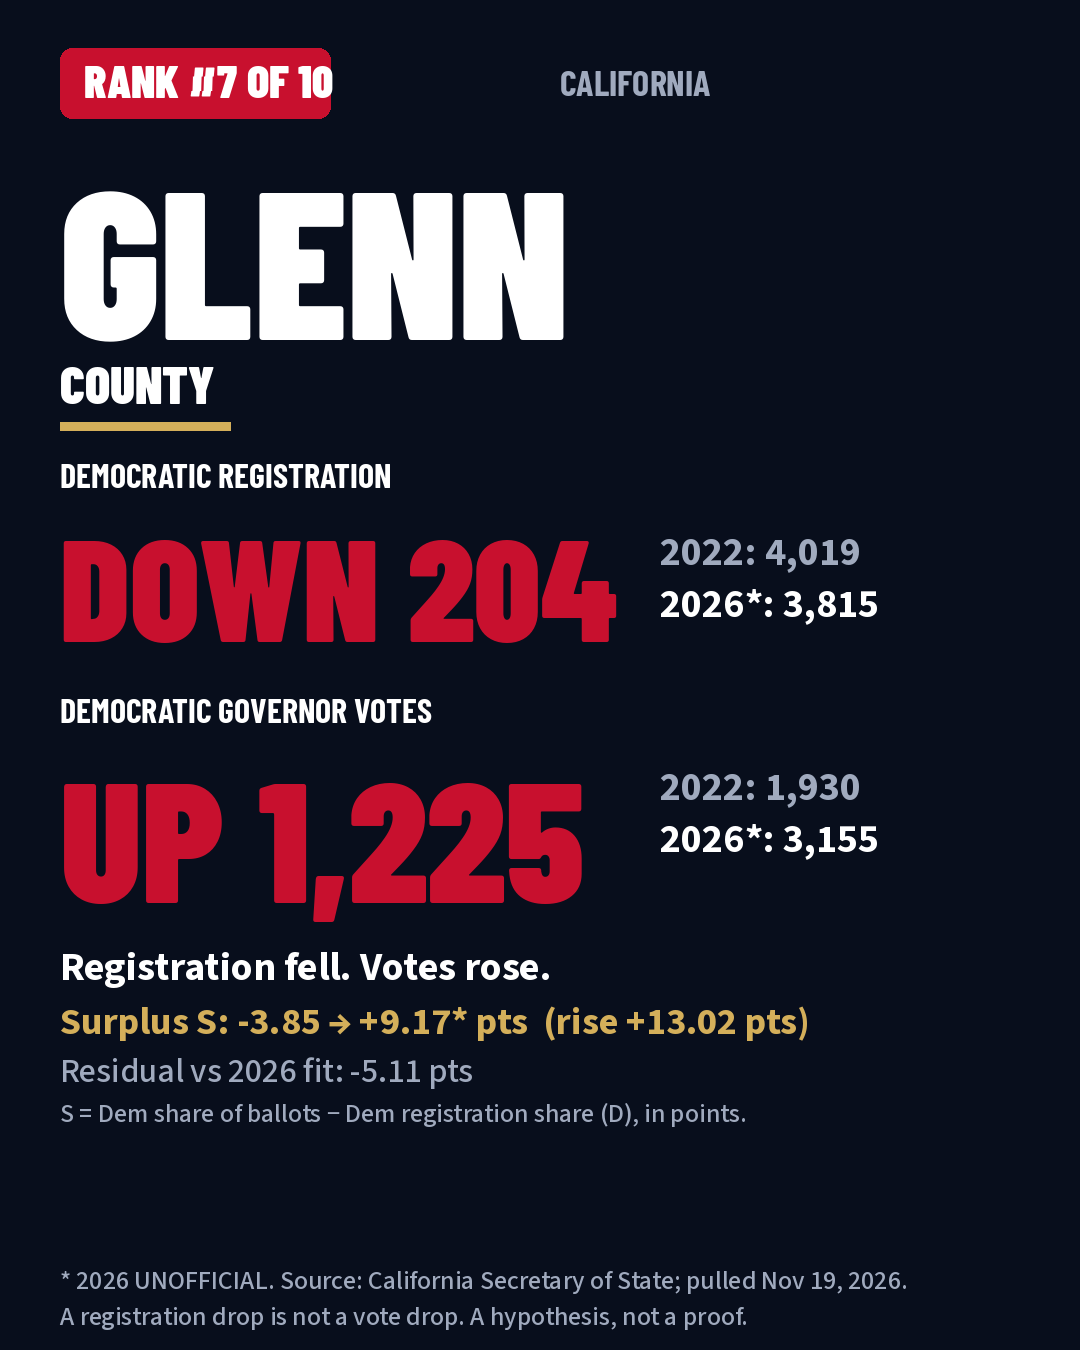 RANK #7 OF 10
CALIFORNIA
GLENN
COUNTY
DEMOCRATIC REGISTRATION
DOWN 204
2022: 4,019
2026*: 3,815
DEMOCRATIC GOVERNOR VOTES
UP 1,225
2022: 1,930
2026*: 3,155
Registration fell. Votes rose.
Surplus S: -3.85 → +9.17* pts (rise +13.02 pts)
Residual vs 2026 fit: -5.11 pts
S = Dem share of ballots − Dem registration share (D), in points.
* 2026 UNOFFICIAL. Source: California Secretary of State; pulled Nov 19, 2026.
A registration drop is not a vote drop. A hypothesis, not a proof.